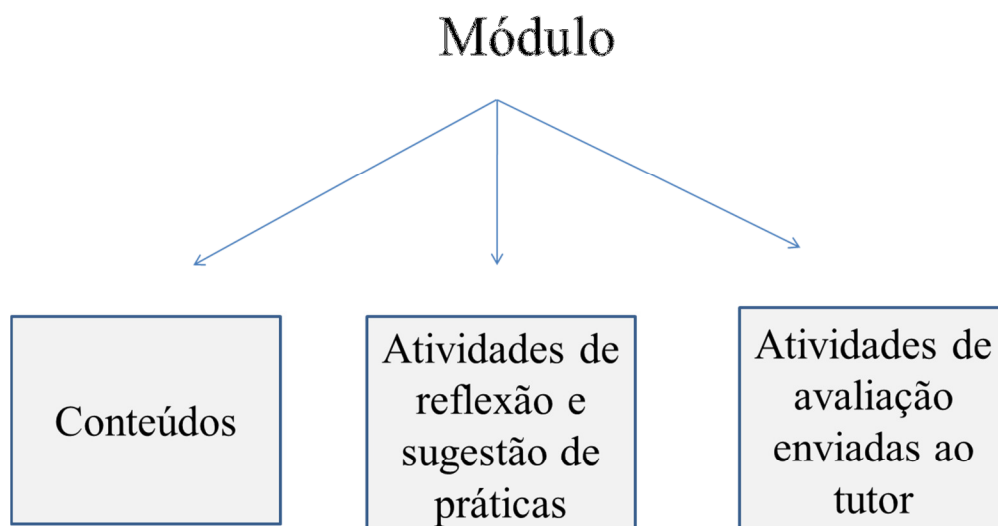 Módulo
Conteúdos
Atividades de
reflexão e
sugestão de
práticas
Atividades de
avaliação
enviadas ao
tutor